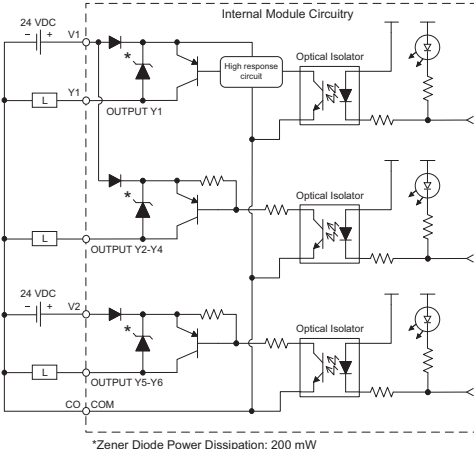 Internal Module Circuitry
24 VDC
- + V1
*
High response
circuit
Optical Isolator
L Y1
OUTPUT Y1
Optical Isolator
*
L
OUTPUT Y2-Y4
24 VDC
- + V2
*
Optical Isolator
L
OUTPUT Y5-Y6
CO COM
*Zener Diode Power Dissipation: 200 mW